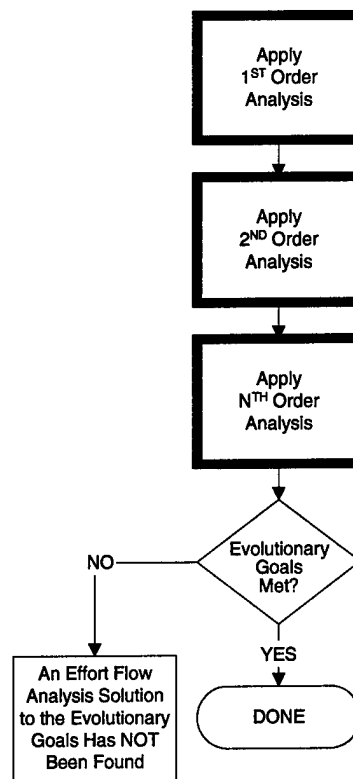 Apply
1ST Order
Analysis
Apply
2ND Order
Analysis
Apply
NTH Order
Analysis
Evolutionary
Goals
Met?
NO
YES
An Effort Flow
Analysis Solution
to the Evolutionary
Goals Has NOT
Been Found
DONE